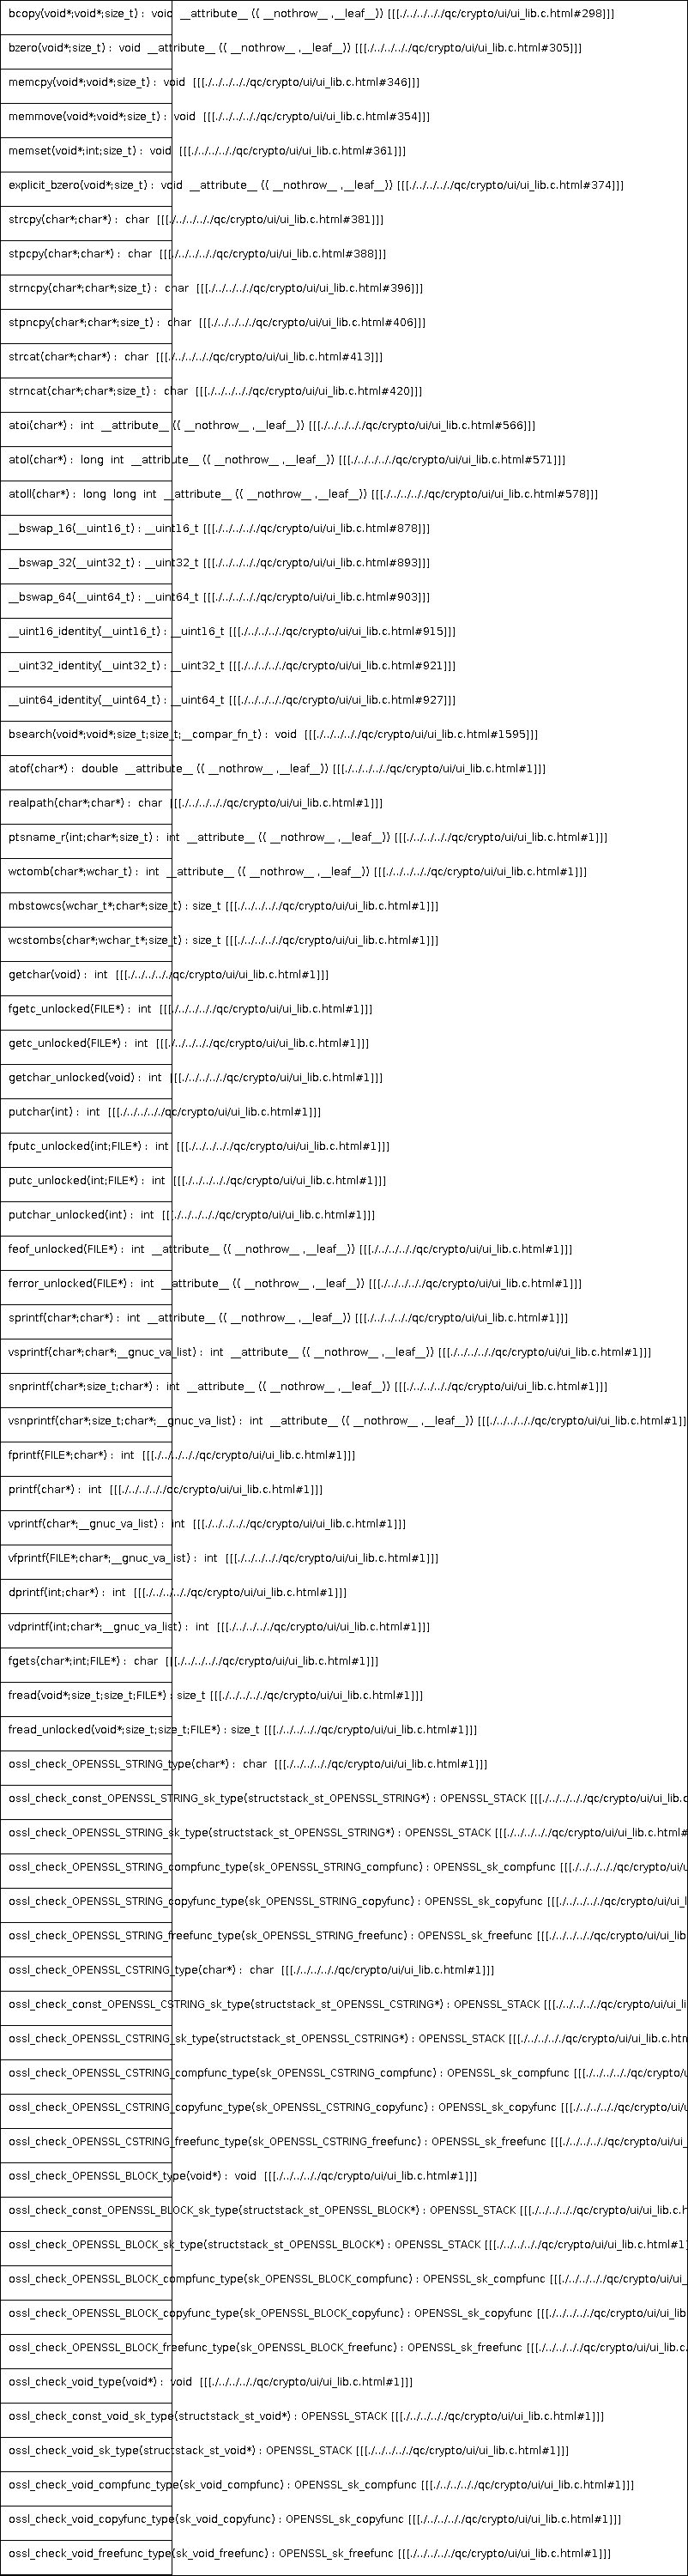 bcopy(void*;void*;size_t) : void __attribute__ (( __nothrow__ ,__leaf__)) [[[./../../../../qc/crypto/ui/ui_lib.c.html#298]]]
bzero(void*;size_t) : void __attribute__ (( __nothrow__ ,__leaf__)) [[[./../../../../qc/crypto/ui/ui_lib.c.html#305]]]
memcpy(void*;void*;size_t) : void [[[./../../../../qc/crypto/ui/ui_lib.c.html#346]]]
memmove(void*;void*;size_t) : void [[[./../../../../qc/crypto/ui/ui_lib.c.html#354]]]
memset(void*;int;size_t) : void [[[./../../../../qc/crypto/ui/ui_lib.c.html#361]]]
explicit_bzero(void*;size_t) : void __attribute__ (( __nothrow__ ,__leaf__)) [[[./../../../../qc/crypto/ui/ui_lib.c.html#374]]]
strcpy(char*;char*) : char [[[./../../../../qc/crypto/ui/ui_lib.c.html#381]]]
stpcpy(char*;char*) : char [[[./../../../../qc/crypto/ui/ui_lib.c.html#388]]]
strncpy(char*;char*;size_t) : char [[[./../../../../qc/crypto/ui/ui_lib.c.html#396]]]
stpncpy(char*;char*;size_t) : char [[[./../../../../qc/crypto/ui/ui_lib.c.html#406]]]
strcat(char*;char*) : char [[[./../../../../qc/crypto/ui/ui_lib.c.html#413]]]
strncat(char*;char*;size_t) : char [[[./../../../../qc/crypto/ui/ui_lib.c.html#420]]]
atoi(char*) : int __attribute__ (( __nothrow__ ,__leaf__)) [[[./../../../../qc/crypto/ui/ui_lib.c.html#566]]]
atol(char*) : long int __attribute__ (( __nothrow__ ,__leaf__)) [[[./../../../../qc/crypto/ui/ui_lib.c.html#571]]]
atoll(char*) : long long int __attribute__ (( __nothrow__ ,__leaf__)) [[[./../../../../qc/crypto/ui/ui_lib.c.html#578]]]
__bswap_16(__uint16_t) : __uint16_t [[[./../../../../qc/crypto/ui/ui_lib.c.html#878]]]
__bswap_32(__uint32_t) : __uint32_t [[[./../../../../qc/crypto/ui/ui_lib.c.html#893]]]
__bswap_64(__uint64_t) : __uint64_t [[[./../../../../qc/crypto/ui/ui_lib.c.html#903]]]
__uint16_identity(__uint16_t) : __uint16_t [[[./../../../../qc/crypto/ui/ui_lib.c.html#915]]]
__uint32_identity(__uint32_t) : __uint32_t [[[./../../../../qc/crypto/ui/ui_lib.c.html#921]]]
__uint64_identity(__uint64_t) : __uint64_t [[[./../../../../qc/crypto/ui/ui_lib.c.html#927]]]
bsearch(void*;void*;size_t;size_t;__compar_fn_t) : void [[[./../../../../qc/crypto/ui/ui_lib.c.html#1595]]]
atof(char*) : double __attribute__ (( __nothrow__ ,__leaf__)) [[[./../../../../qc/crypto/ui/ui_lib.c.html#1]]]
realpath(char*;char*) : char [[[./../../../../qc/crypto/ui/ui_lib.c.html#1]]]
ptsname_r(int;char*;size_t) : int __attribute__ (( __nothrow__ ,__leaf__)) [[[./../../../../qc/crypto/ui/ui_lib.c.html#1]]]
wctomb(char*;wchar_t) : int __attribute__ (( __nothrow__ ,__leaf__)) [[[./../../../../qc/crypto/ui/ui_lib.c.html#1]]]
mbstowcs(wchar_t*;char*;size_t) : size_t [[[./../../../../qc/crypto/ui/ui_lib.c.html#1]]]
wcstombs(char*;wchar_t*;size_t) : size_t [[[./../../../../qc/crypto/ui/ui_lib.c.html#1]]]
getchar(void) : int [[[./../../../../qc/crypto/ui/ui_lib.c.html#1]]]
fgetc_unlocked(FILE*) : int [[[./../../../../qc/crypto/ui/ui_lib.c.html#1]]]
getc_unlocked(FILE*) : int [[[./../../../../qc/crypto/ui/ui_lib.c.html#1]]]
getchar_unlocked(void) : int [[[./../../../../qc/crypto/ui/ui_lib.c.html#1]]]
putchar(int) : int [[[./../../../../qc/crypto/ui/ui_lib.c.html#1]]]
fputc_unlocked(int;FILE*) : int [[[./../../../../qc/crypto/ui/ui_lib.c.html#1]]]
putc_unlocked(int;FILE*) : int [[[./../../../../qc/crypto/ui/ui_lib.c.html#1]]]
putchar_unlocked(int) : int [[[./../../../../qc/crypto/ui/ui_lib.c.html#1]]]
feof_unlocked(FILE*) : int __attribute__ (( __nothrow__ ,__leaf__)) [[[./../../../../qc/crypto/ui/ui_lib.c.html#1]]]
ferror_unlocked(FILE*) : int __attribute__ (( __nothrow__ ,__leaf__)) [[[./../../../../qc/crypto/ui/ui_lib.c.html#1]]]
sprintf(char*;char*) : int __attribute__ (( __nothrow__ ,__leaf__)) [[[./../../../../qc/crypto/ui/ui_lib.c.html#1]]]
vsprintf(char*;char*;__gnuc_va_list) : int __attribute__ (( __nothrow__ ,__leaf__)) [[[./../../../../qc/crypto/ui/ui_lib.c.html#1]]]
snprintf(char*;size_t;char*) : int __attribute__ (( __nothrow__ ,__leaf__)) [[[./../../../../qc/crypto/ui/ui_lib.c.html#1]]]
vsnprintf(char*;size_t;char*;__gnuc_va_list) : int __attribute__ (( __nothrow__ ,__leaf__)) [[[./../../../../qc/crypto/ui/ui_lib.c.html#1]]
fprintf(FILE*;char*) : int [[[./../../../../qc/crypto/ui/ui_lib.c.html#1]]]
printf(char*) : int [[[./../../../../qc/crypto/ui/ui_lib.c.html#1]]]
vprintf(char*;__gnuc_va_list) : int [[[./../../../../qc/crypto/ui/ui_lib.c.html#1]]]
vfprintf(FILE*;char*;__gnuc_va_list) : int [[[./../../../../qc/crypto/ui/ui_lib.c.html#1]]]
dprintf(int;char*) : int [[[./../../../../qc/crypto/ui/ui_lib.c.html#1]]]
vdprintf(int;char*;__gnuc_va_list) : int [[[./../../../../qc/crypto/ui/ui_lib.c.html#1]]]
fgets(char*;int;FILE*) : char [[[./../../../../qc/crypto/ui/ui_lib.c.html#1]]]
fread(void*;size_t;size_t;FILE*) : size_t [[[./../../../../qc/crypto/ui/ui_lib.c.html#1]]]
fread_unlocked(void*;size_t;size_t;FILE*) : size_t [[[./../../../../qc/crypto/ui/ui_lib.c.html#1]]]
ossl_check_OPENSSL_STRING_type(char*) : char [[[./../../../../qc/crypto/ui/ui_lib.c.html#1]]]
ossl_check_const_OPENSSL_STRING_sk_type(structstack_st_OPENSSL_STRING*) : OPENSSL_STACK [[[./../../../../qc/crypto/ui/ui_lib.c
ossl_check_OPENSSL_STRING_sk_type(structstack_st_OPENSSL_STRING*) : OPENSSL_STACK [[[./../../../../qc/crypto/ui/ui_lib.c.html#
ossl_check_OPENSSL_STRING_compfunc_type(sk_OPENSSL_STRING_compfunc) : OPENSSL_sk_compfunc [[[./../../../../qc/crypto/ui/u
ossl_check_OPENSSL_STRING_copyfunc_type(sk_OPENSSL_STRING_copyfunc) : OPENSSL_sk_copyfunc [[[./../../../../qc/crypto/ui/ui_l
ossl_check_OPENSSL_STRING_freefunc_type(sk_OPENSSL_STRING_freefunc) : OPENSSL_sk_freefunc [[[./../../../../qc/crypto/ui/ui_lib
ossl_check_OPENSSL_CSTRING_type(char*) : char [[[./../../../../qc/crypto/ui/ui_lib.c.html#1]]]
ossl_check_const_OPENSSL_CSTRING_sk_type(structstack_st_OPENSSL_CSTRING*) : OPENSSL_STACK [[[./../../../../qc/crypto/ui/ui_li
ossl_check_OPENSSL_CSTRING_sk_type(structstack_st_OPENSSL_CSTRING*) : OPENSSL_STACK [[[./../../../../qc/crypto/ui/ui_lib.c.htm
ossl_check_OPENSSL_CSTRING_compfunc_type(sk_OPENSSL_CSTRING_compfunc) : OPENSSL_sk_compfunc [[[./../../../../qc/crypto/u
ossl_check_OPENSSL_CSTRING_copyfunc_type(sk_OPENSSL_CSTRING_copyfunc) : OPENSSL_sk_copyfunc [[[./../../../../qc/crypto/ui/u
ossl_check_OPENSSL_CSTRING_freefunc_type(sk_OPENSSL_CSTRING_freefunc) : OPENSSL_sk_freefunc [[[./../../../../qc/crypto/ui/ui_
ossl_check_OPENSSL_BLOCK_type(void*) : void [[[./../../../../qc/crypto/ui/ui_lib.c.html#1]]]
ossl_check_const_OPENSSL_BLOCK_sk_type(structstack_st_OPENSSL_BLOCK*) : OPENSSL_STACK [[[./../../../../qc/crypto/ui/ui_lib.c.h
ossl_check_OPENSSL_BLOCK_sk_type(structstack_st_OPENSSL_BLOCK*) : OPENSSL_STACK [[[./../../../../qc/crypto/ui/ui_lib.c.html#1]
ossl_check_OPENSSL_BLOCK_compfunc_type(sk_OPENSSL_BLOCK_compfunc) : OPENSSL_sk_compfunc [[[./../../../../qc/crypto/ui/ui_
ossl_check_OPENSSL_BLOCK_copyfunc_type(sk_OPENSSL_BLOCK_copyfunc) : OPENSSL_sk_copyfunc [[[./../../../../qc/crypto/ui/ui_lib
ossl_check_OPENSSL_BLOCK_freefunc_type(sk_OPENSSL_BLOCK_freefunc) : OPENSSL_sk_freefunc [[[./../../../../qc/crypto/ui/ui_lib.c.
ossl_check_void_type(void*) : void [[[./../../../../qc/crypto/ui/ui_lib.c.html#1]]]
ossl_check_const_void_sk_type(structstack_st_void*) : OPENSSL_STACK [[[./../../../../qc/crypto/ui/ui_lib.c.html#1]]]
ossl_check_void_sk_type(structstack_st_void*) : OPENSSL_STACK [[[./../../../../qc/crypto/ui/ui_lib.c.html#1]]]
ossl_check_void_compfunc_type(sk_void_compfunc) : OPENSSL_sk_compfunc [[[./../../../../qc/crypto/ui/ui_lib.c.html#1]]]
ossl_check_void_copyfunc_type(sk_void_copyfunc) : OPENSSL_sk_copyfunc [[[./../../../../qc/crypto/ui/ui_lib.c.html#1]]]
ossl_check_void_freefunc_type(sk_void_freefunc) : OPENSSL_sk_freefunc [[[./../../../../qc/crypto/ui/ui_lib.c.html#1]]]